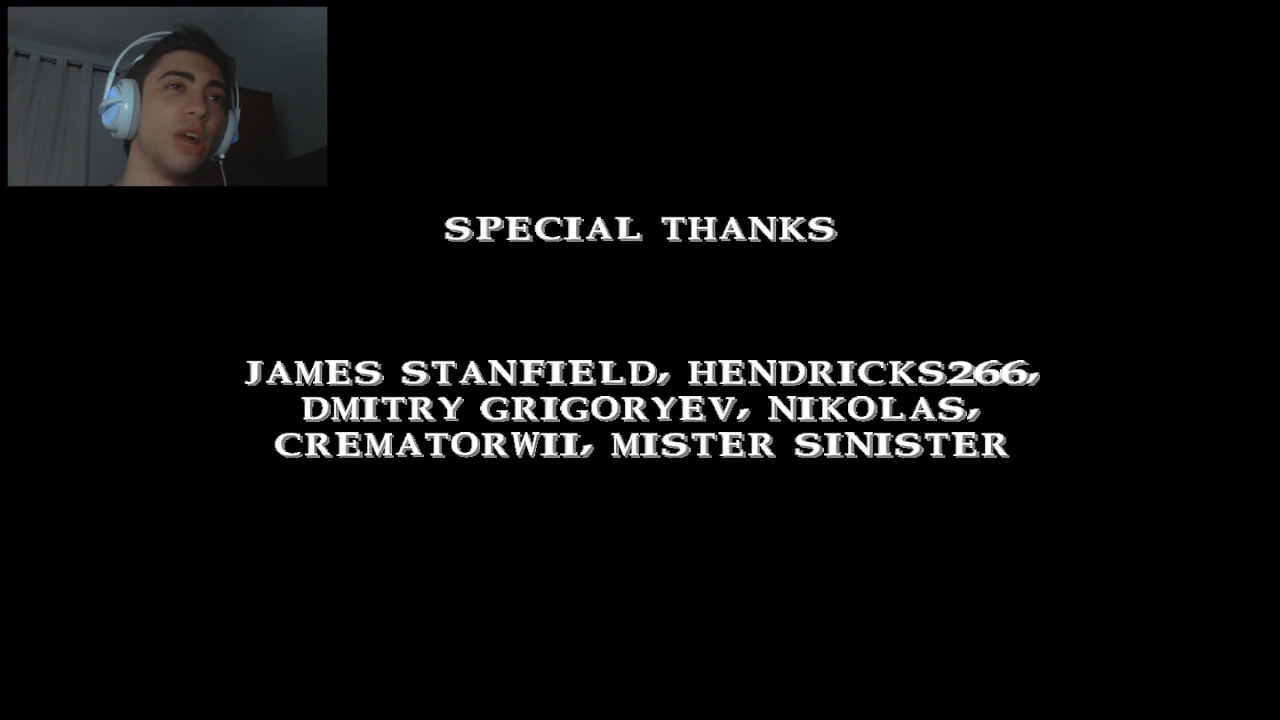 SPECIAL THANKS
JAMES STANFIELD, HENDRICKS266,
DMITRY GRIGORYEV, NIKOLAS,
CREMATORWII, MISTER SINISTER